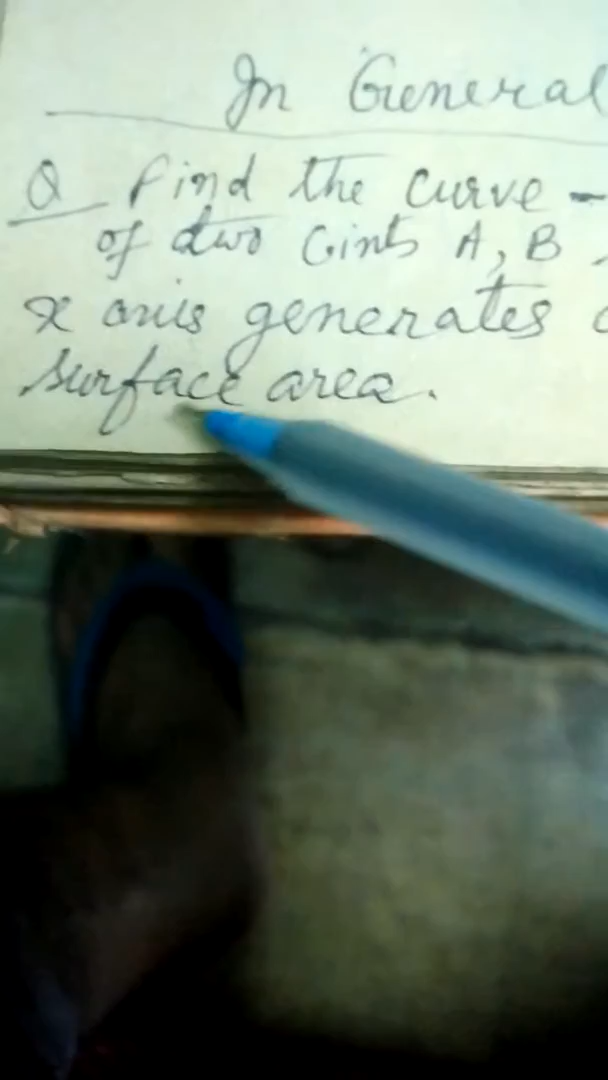 In General
Q Find the curve -
of two Points A, B
x axis generates
surface area.